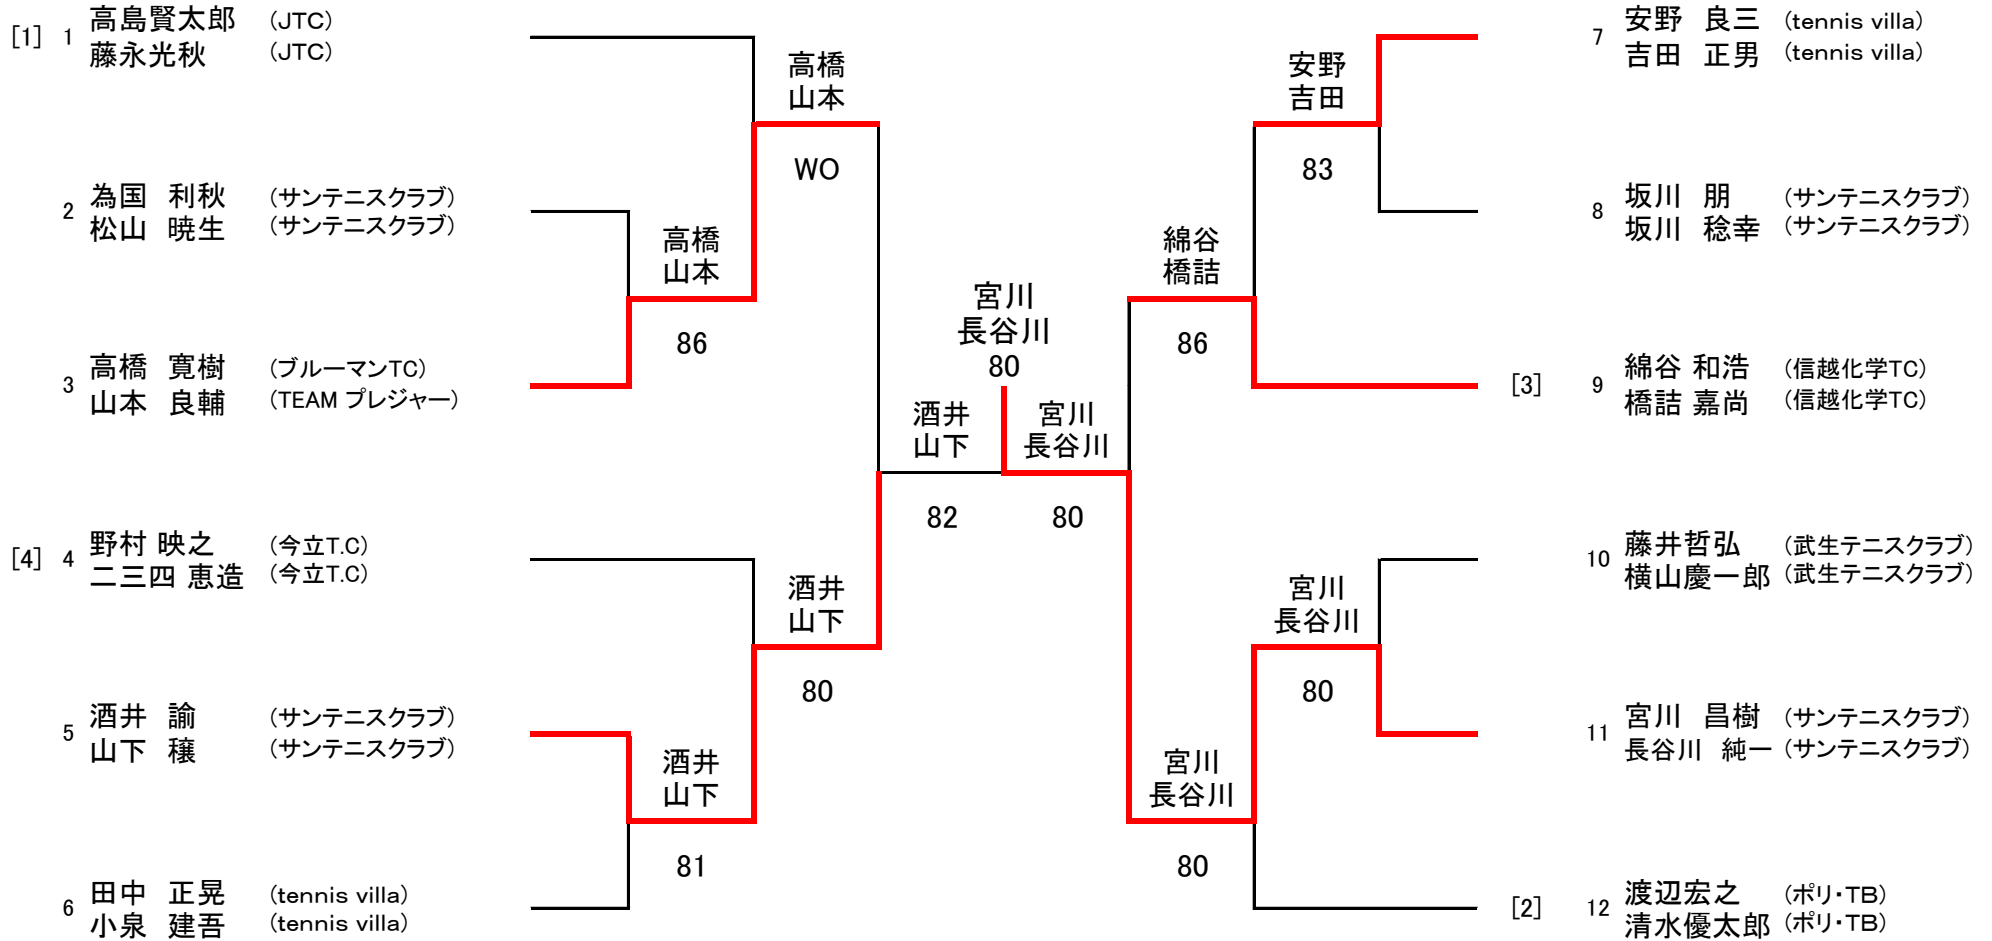 [1] 1 高島賢太郎 (JTC)
藤永光秋 (JTC)
2 為国 利秋 (サンテニスクラブ)
松山 暁生 (サンテニスクラブ)
3 高橋 寛樹 (ブルーマンTC)
山本 良輔 (TEAM プレジャー)
[4] 4 野村 映之 (今立T.C)
二三四 恵造 (今立T.C)
5 酒井 諭 (サンテニスクラブ)
山下 穣 (サンテニスクラブ)
6 田中 正晃 (tennis villa)
小泉 建吾 (tennis villa)
高橋
山本
86
酒井
山下
81
高橋
山本
WO
酒井
山下
80
酒井
山下
82
宮川
長谷川
80
宮川
長谷川
80
綿谷
橋詰
86
宮川
長谷川
80
安野
吉田
83
宮川
長谷川
80
7 安野 良三 (tennis villa)
吉田 正男 (tennis villa)
8 坂川 朋 (サンテニスクラブ)
坂川 稔幸 (サンテニスクラブ)
[3] 9 綿谷 和浩 (信越化学TC)
橋詰 嘉尚 (信越化学TC)
10 藤井哲弘 (武生テニスクラブ)
横山慶一郎 (武生テニスクラブ)
11 宮川 昌樹 (サンテニスクラブ)
長谷川 純一 (サンテニスクラブ)
[2] 12 渡辺宏之 (ポリ・TB)
清水優太郎 (ポリ・TB)